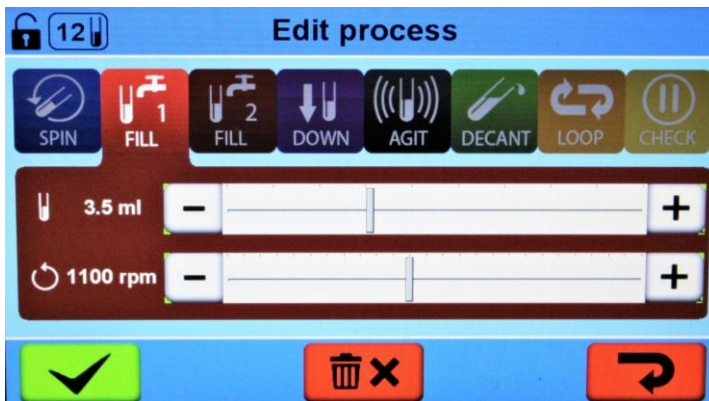 12 Edit process
SPIN
1 FILL
2 FILL
DOWN
AGIT
DECANT
LOOP
CHECK
3.5 ml - +
1100 rpm - +